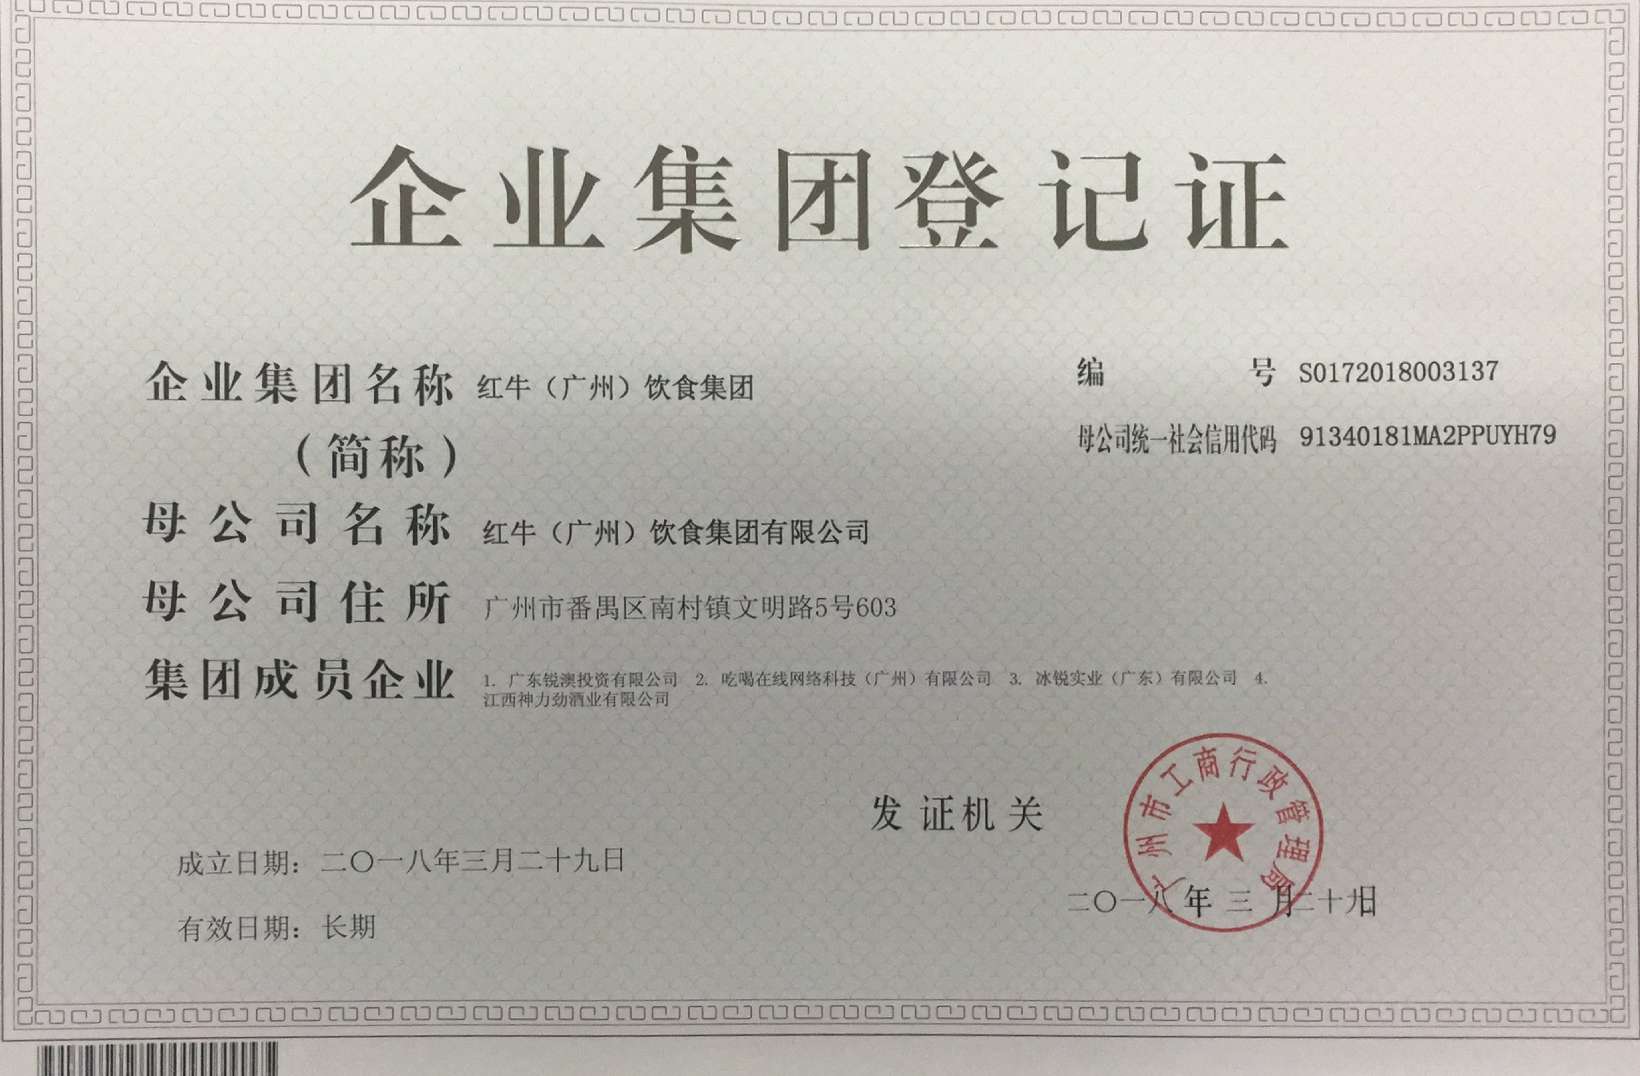 企业集团登记证
企业集团名称 红牛（广州）饮食集团
（简称）
编号 S0172018003137
母公司统一社会信用代码 91340181MA2PPUYH79
母公司名称 红牛（广州）饮食集团有限公司
母公司住所 广州市番禺区南村镇文明路5号603
集团成员企业 1. 广东锐澳投资有限公司 2. 吃喝在线网络科技（广州）有限公司 3. 冰锐实业（广东）有限公司 4.
江西神力劲酒业有限公司
发证机关
广州市工商行政管理局
二〇一八年三月二十九日
成立日期：二〇一八年三月二十九日
有效日期：长期